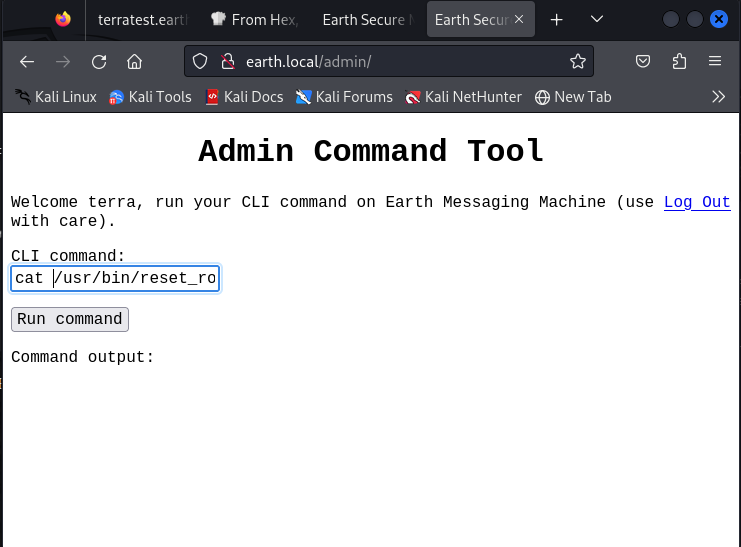 terratest.eart
From Hex,
Earth Secure M
Earth Secur
earth.local/admin/
Kali Linux
Kali Tools
Kali Docs
Kali Forums
Kali NetHunter
New Tab
Admin Command Tool
Welcome terra, run your CLI command on Earth Messaging Machine (use Log Out
with care).
CLI command:
cat /usr/bin/reset_ro
Run command
Command output: